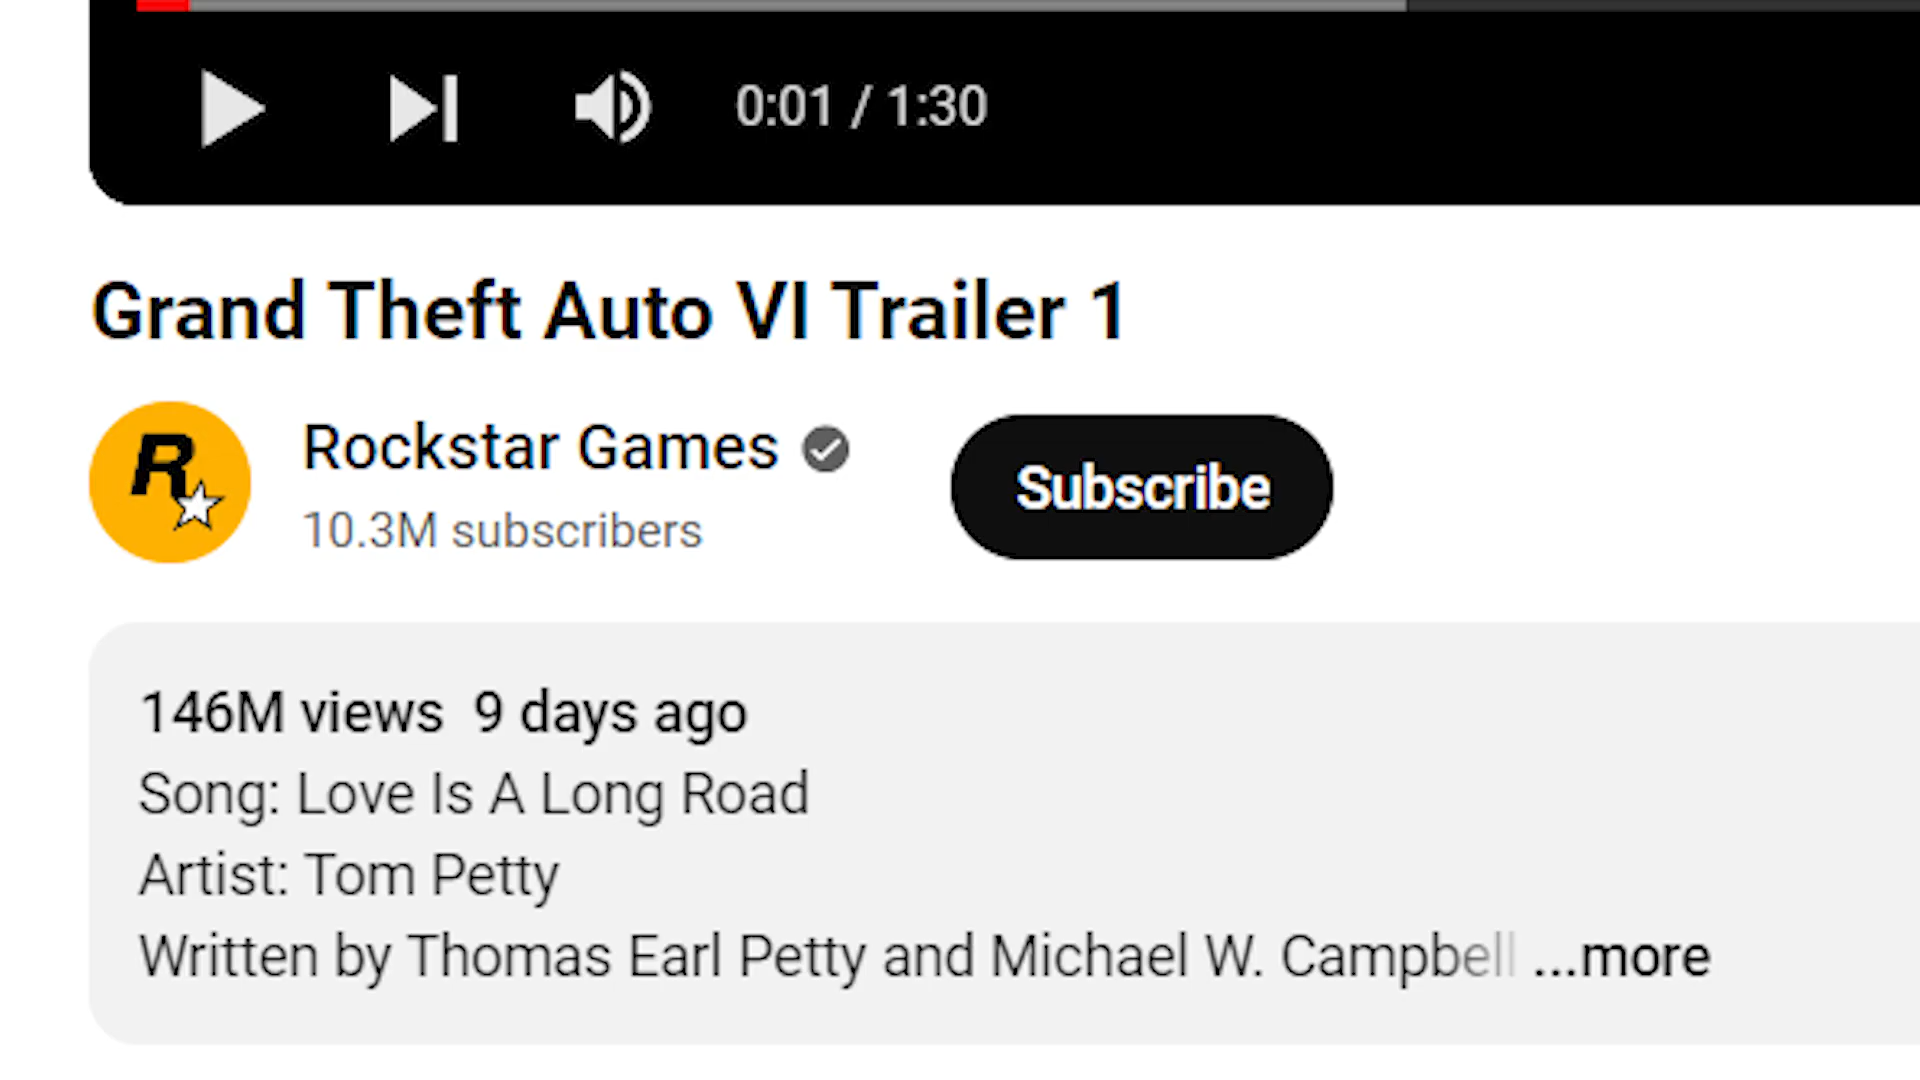 0:01 / 1:30
Grand Theft Auto VI Trailer 1
R
Rockstar Games
10.3M subscribers
Subscribe
146M views 9 days ago
Song: Love Is A Long Road
Artist: Tom Petty
Written by Thomas Earl Petty and Michael W. Campbell ...more